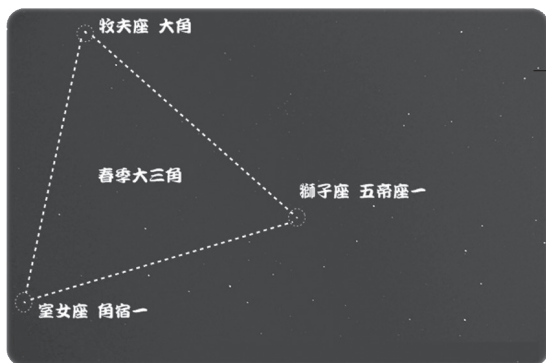 牧夫座 大角
春季大三角
獅子座 五帝座一
室女座 角宿一